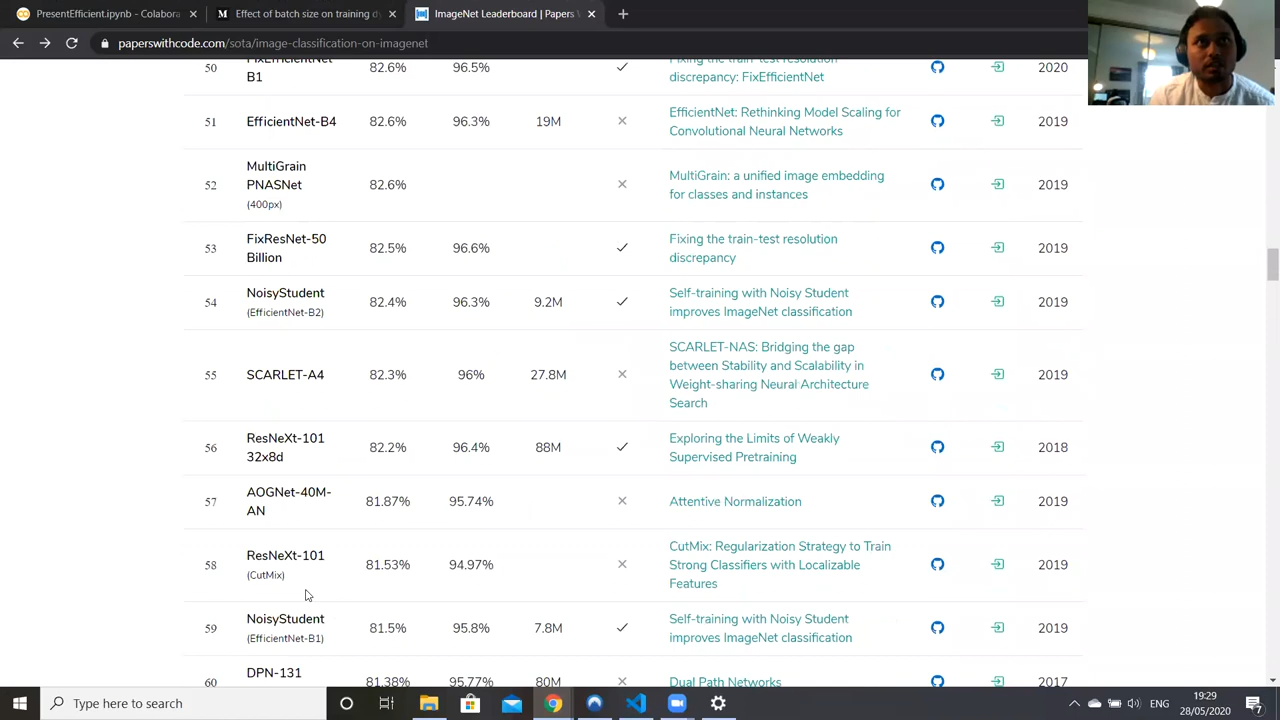 PresentEfficient.ipynb - Colabora
Effect of batch size on training dy
ImageNet Leaderboard | Papers
paperswithcode.com/sota/image-classification-on-imagenet
50 FixEfficientNet B1 82.6% 96.5% Fixing the train-test resolution discrepancy: FixEfficientNet 2020
51 EfficientNet-B4 82.6% 96.3% 19M EfficientNet: Rethinking Model Scaling for Convolutional Neural Networks 2019
52 MultiGrain PNASNet (400px) 82.6% MultiGrain: a unified image embedding for classes and instances 2019
53 FixResNet-50 Billion 82.5% 96.6% Fixing the train-test resolution discrepancy 2019
54 NoisyStudent (EfficientNet-B2) 82.4% 96.3% 9.2M Self-training with Noisy Student improves ImageNet classification 2019
55 SCARLET-A4 82.3% 96% 27.8M SCARLET-NAS: Bridging the gap between Stability and Scalability in Weight-sharing Neural Architecture Search 2019
56 ResNeXt-101 32x8d 82.2% 96.4% 88M Exploring the Limits of Weakly Supervised Pretraining 2018
57 AOGNet-40M-AN 81.87% 95.74% Attentive Normalization 2019
58 ResNeXt-101 (CutMix) 81.53% 94.97% CutMix: Regularization Strategy to Train Strong Classifiers with Localizable Features 2019
59 NoisyStudent (EfficientNet-B1) 81.5% 95.8% 7.8M Self-training with Noisy Student improves ImageNet classification 2019
60 DPN-131 81.38% 95.77% 80M Dual Path Networks 2017
Type here to search
ENG
19:29
28/05/2020
7